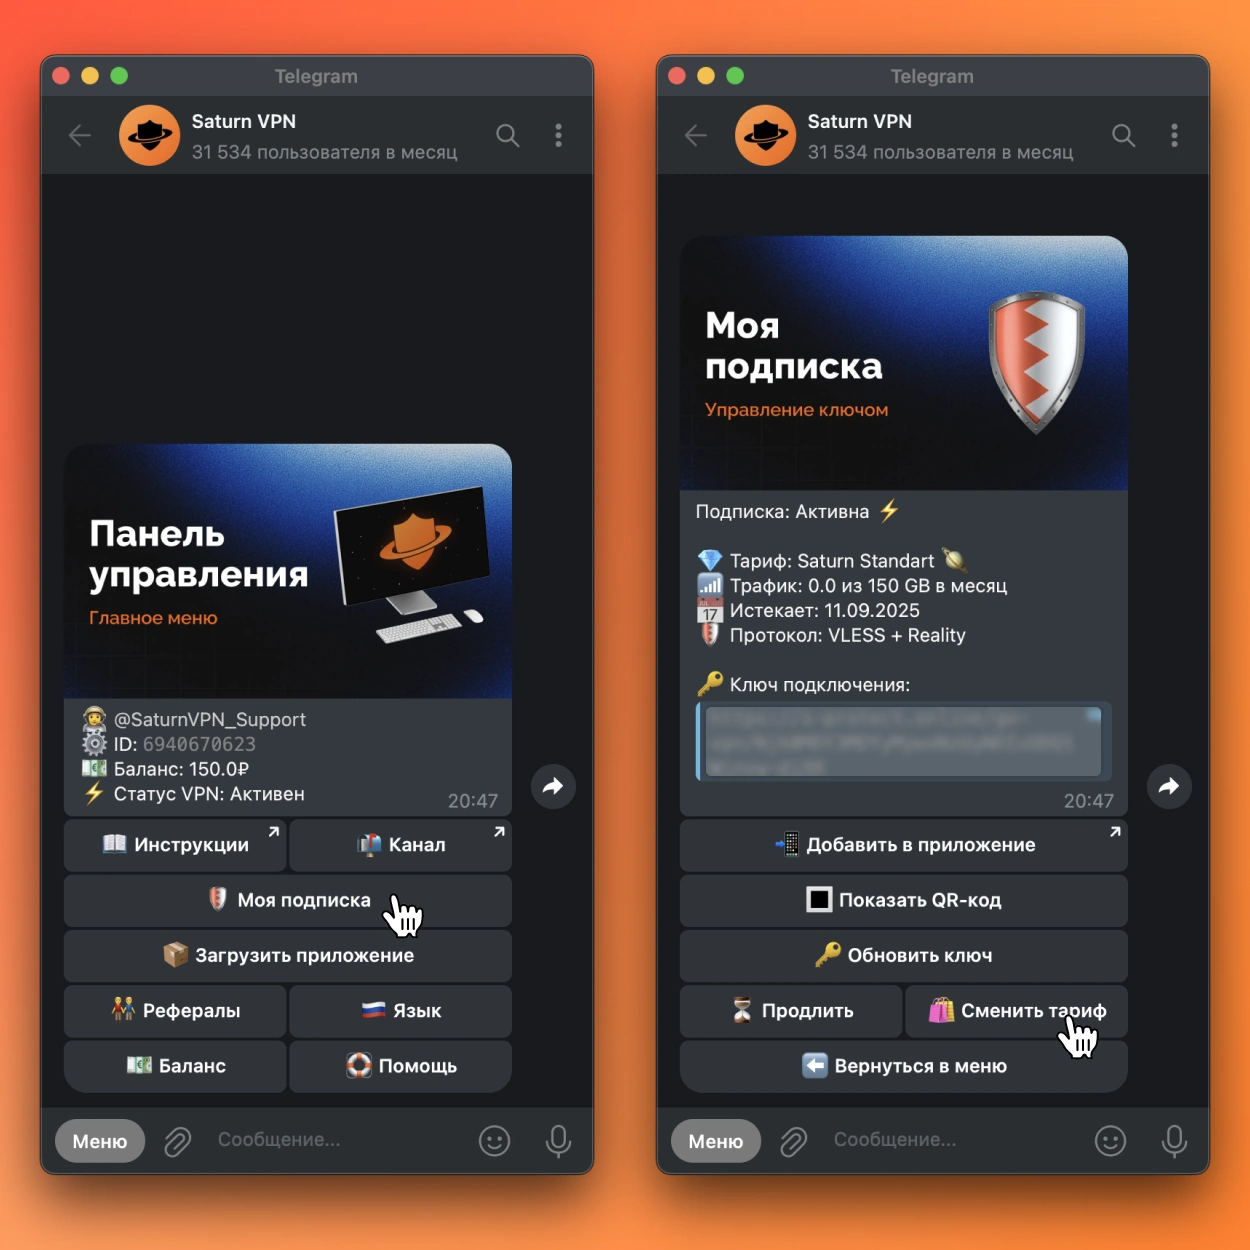 Telegram
Saturn VPN
31 534 пользователя в месяц
Панель
управления
Главное меню
@SaturnVPN_Support
ID: 6940670623
Баланс: 150.0₽
Статус VPN: Активен
20:47
Инструкции
Канал
Моя подписка
Загрузить приложение
Рефералы
Язык
Баланс
Помощь
Меню
Сообщение...
Telegram
Saturn VPN
31 534 пользователя в месяц
Моя
подписка
Управление ключом
Подписка: Активна
Тариф: Saturn Standart
Трафик: 0.0 из 150 GB в месяц
Истекает: 11.09.2025
Протокол: VLESS + Reality
Ключ подключения:
20:47
Добавить в приложение
Показать QR-код
Обновить ключ
Продлить
Сменить тариф
Вернуться в меню
Меню
Сообщение...